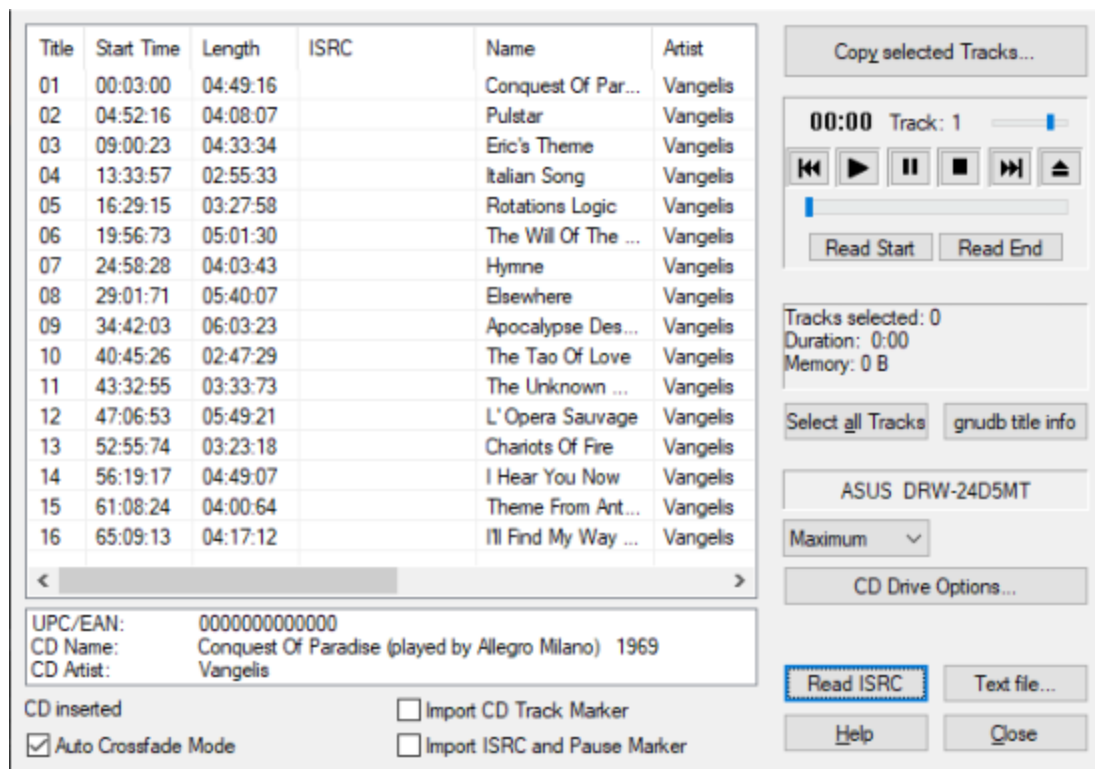 Title Start Time Length ISRC Name Artist
01 00:03:00 04:49:16 Conquest Of Par... Vangelis
02 04:52:16 04:08:07 Pulstar Vangelis
03 09:00:23 04:33:34 Eric's Theme Vangelis
04 13:33:57 02:55:33 Italian Song Vangelis
05 16:29:15 03:27:58 Rotations Logic Vangelis
06 19:56:73 05:01:30 The Will Of The ... Vangelis
07 24:58:28 04:03:43 Hymne Vangelis
08 29:01:71 05:40:07 Elsewhere Vangelis
09 34:42:03 06:03:23 Apocalypse Des... Vangelis
10 40:45:26 02:47:29 The Tao Of Love Vangelis
11 43:32:55 03:33:73 The Unknown ... Vangelis
12 47:06:53 05:49:21 L' Opera Sauvage Vangelis
13 52:55:74 03:23:18 Chariots Of Fire Vangelis
14 56:19:17 04:49:07 I Hear You Now Vangelis
15 61:08:24 04:00:64 Theme From Ant... Vangelis
16 65:09:13 04:17:12 I'll Find My Way ... Vangelis
UPC/EAN: 0000000000000
CD Name: Conquest Of Paradise (played by Allegro Milano) 1969
CD Artist: Vangelis
CD inserted
Import CD Track Marker
Auto Crossfade Mode
Import ISRC and Pause Marker
Copy selected Tracks...
00:00 Track: 1
Read Start Read End
Tracks selected: 0
Duration: 0:00
Memory: 0 B
Select all Tracks gnudb title info
ASUS DRW-24D5MT
Maximum
CD Drive Options...
Read ISRC Text file...
Help Close